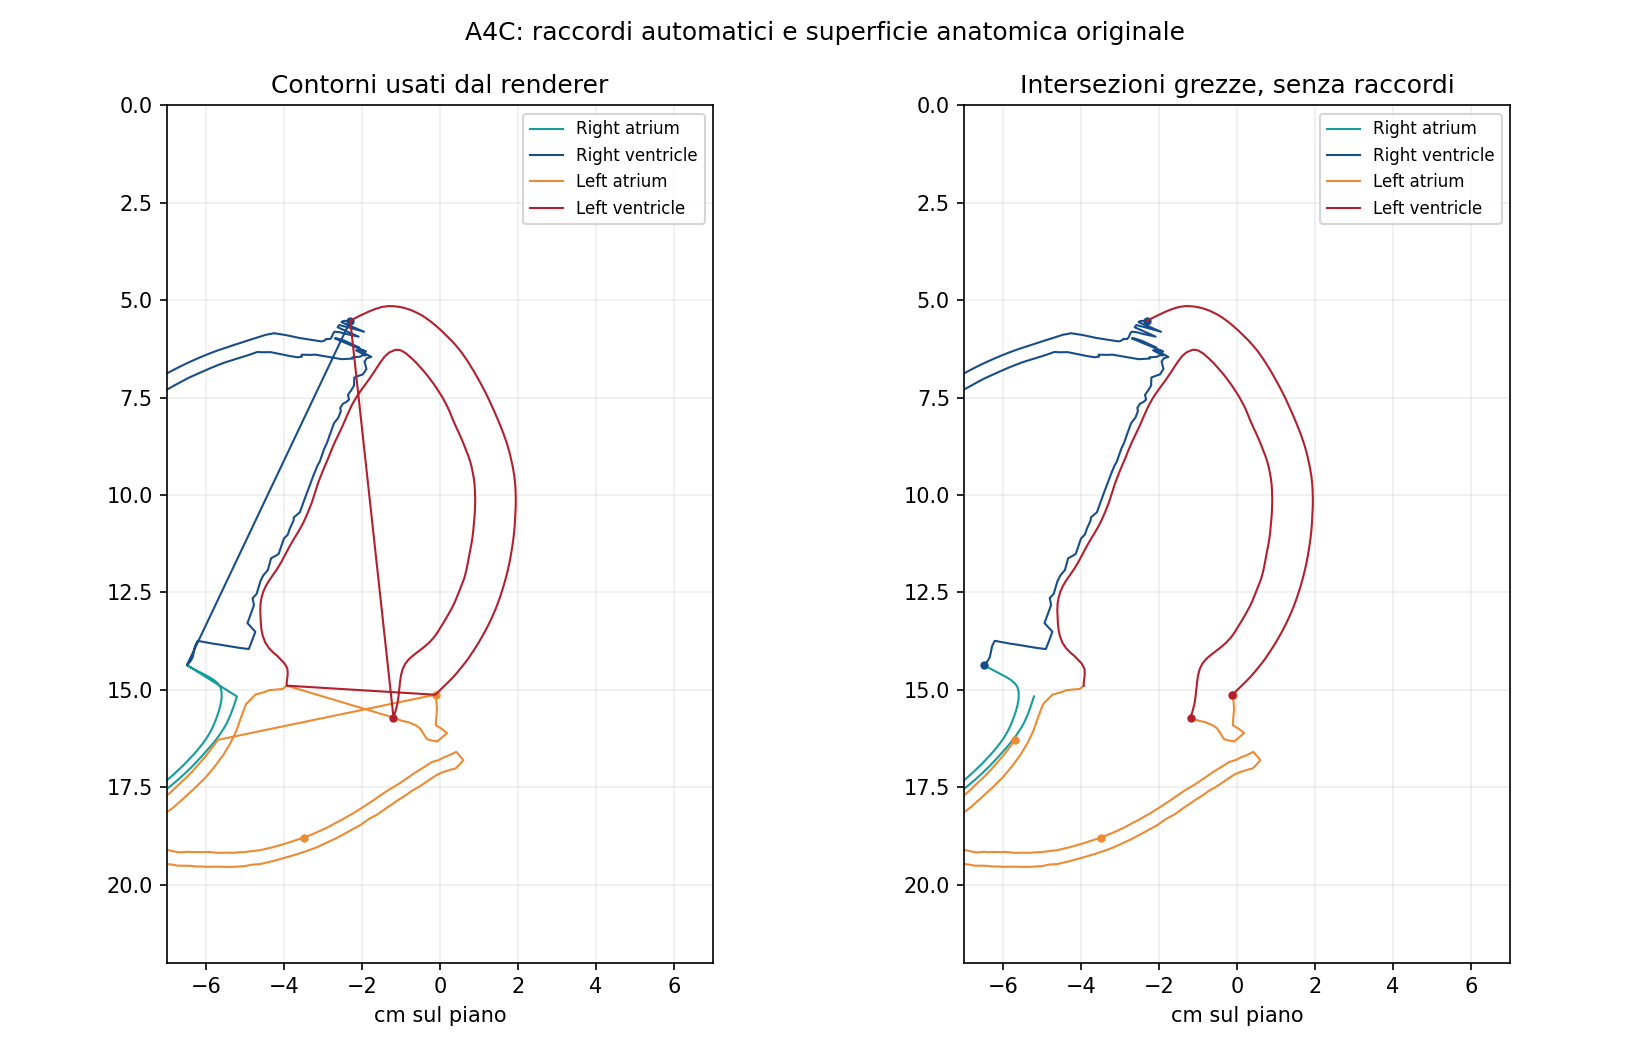 A4C: raccordi automatici e superficie anatomica originale
Contorni usati dal renderer
0.0
2.5
5.0
7.5
10.0
12.5
15.0
17.5
20.0
Right atrium
Right ventricle
Left atrium
Left ventricle
−6 −4 −2 0 2 4 6
cm sul piano
Intersezioni grezze, senza raccordi
0.0
2.5
5.0
7.5
10.0
12.5
15.0
17.5
20.0
Right atrium
Right ventricle
Left atrium
Left ventricle
−6 −4 −2 0 2 4 6
cm sul piano